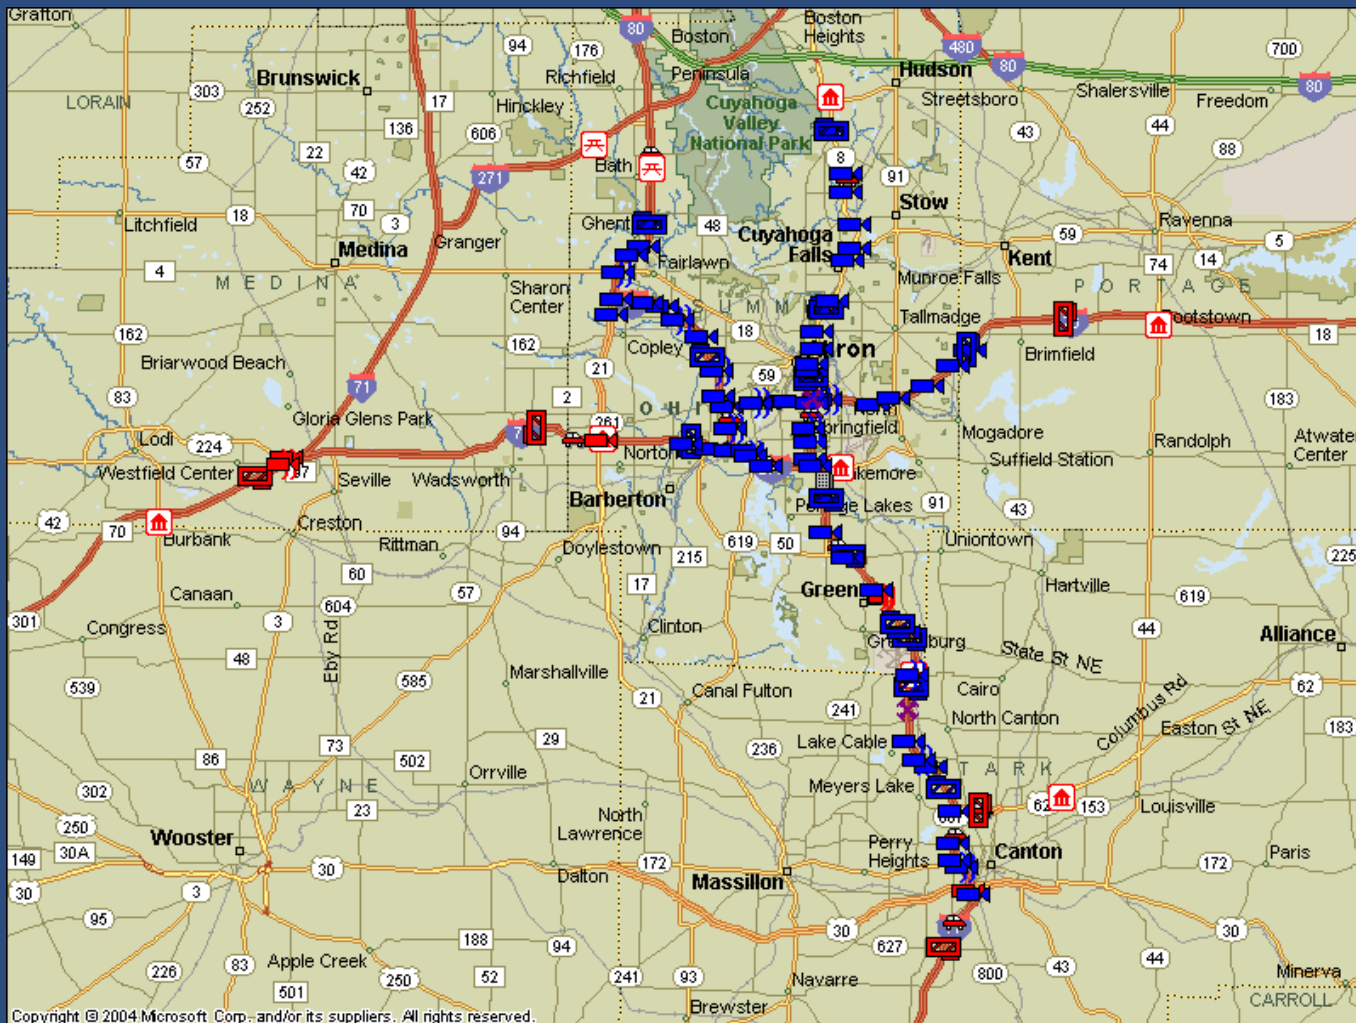 Grafton
80
Boston
Boston
Heights
94
176
480
700
Brunswick
Richfield
Peninsula
Hudson
80
80
LORAIN
303
252
17
Hinckley
Cuyahoga
Valley
National Park
Streetsboro
Shalersville
Freedom
136
606
43
44
88
57
22
42
Bath
8
271
91
Litchfield
18
70
3
Ghent
48
Stow
Ravenna
Medina
Granger
Cuyahoga
Falls
59
5
Kent
4
Fairlawn
Munroe Falls
74
14
MEDINA
Sharon
Center
SUMMIT
PORTAGE
162
18
Tallmadge
Rootstown
18
Briarwood Beach
162
Copley
Brimfield
21
59
71
83
2
OHIO
183
Gloria Glens Park
261
Lodi
224
Norton
Springfield
Mogadore
Randolph
Atwater
Center
Westfield Center
Seville
Wadsworth
Lakemore
Suffield Station
Barberton
42
70
Creston
94
Portage Lakes
91
43
Burbank
Rittman
Doylestown
619
50
Uniontown
225
60
215
Canaan
57
17
Green
Hartville
619
301
604
Congress
3
Eby Rd
Clinton
Greensburg
44
Alliance
48
State St NE
539
585
Marshallville
21
Canal Fulton
Cairo
62
241
North Canton
Columbus Rd
Easton St NE
183
73
29
236
Lake Cable
86
502
WAYNE
Orrville
STARK
302
23
Meyers Lake
62
153
Louisville
North
Lawrence
250
Wooster
Perry
Heights
149
30A
30
172
Canton
172
Paris
30
3
Dalton
Massillon
95
188
94
30
627
30
226
83
Apple Creek
52
241
93
800
43
44
Minerva
501
250
Navarre
CARROLL
Brewster
Copyright © 2004 Microsoft Corp. and/or its suppliers. All rights reserved.